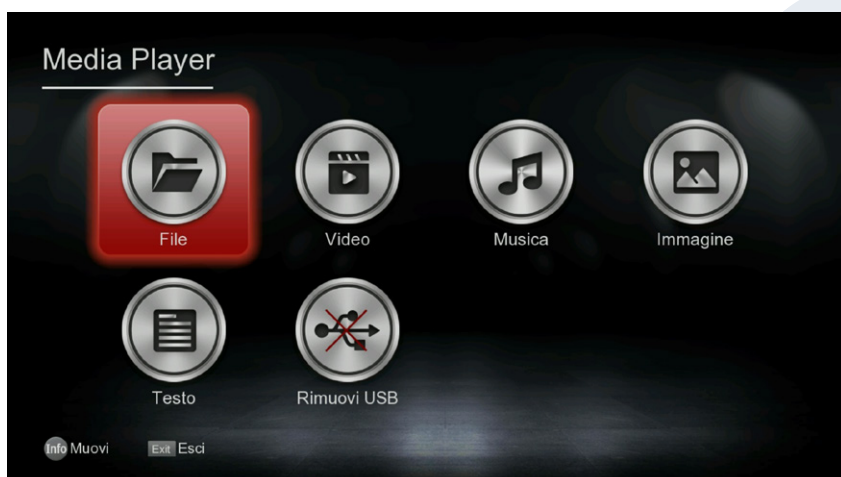 Media Player
File
Video
Musica
Immagine
Testo
Rimuovi USB
Info Muovi
Exit Esci